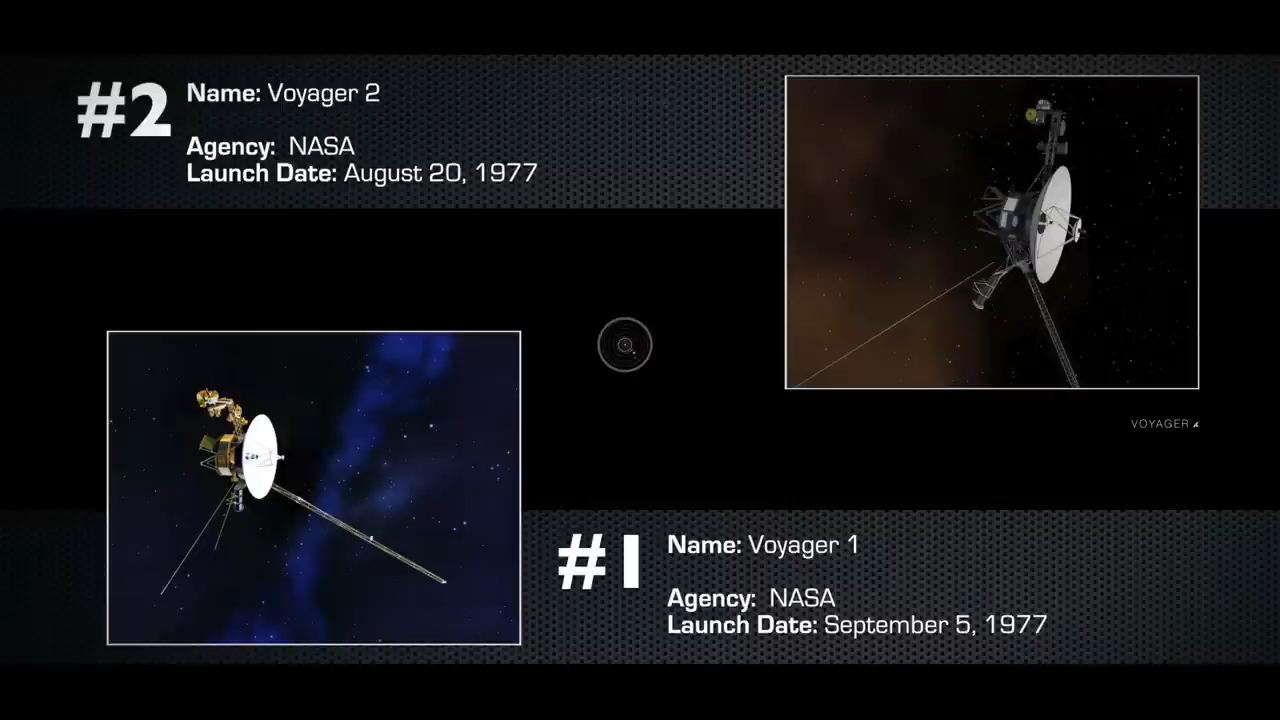 #2
Name: Voyager 2
Agency: NASA
Launch Date: August 20, 1977
VOYAGER
#1
Name: Voyager 1
Agency: NASA
Launch Date: September 5, 1977